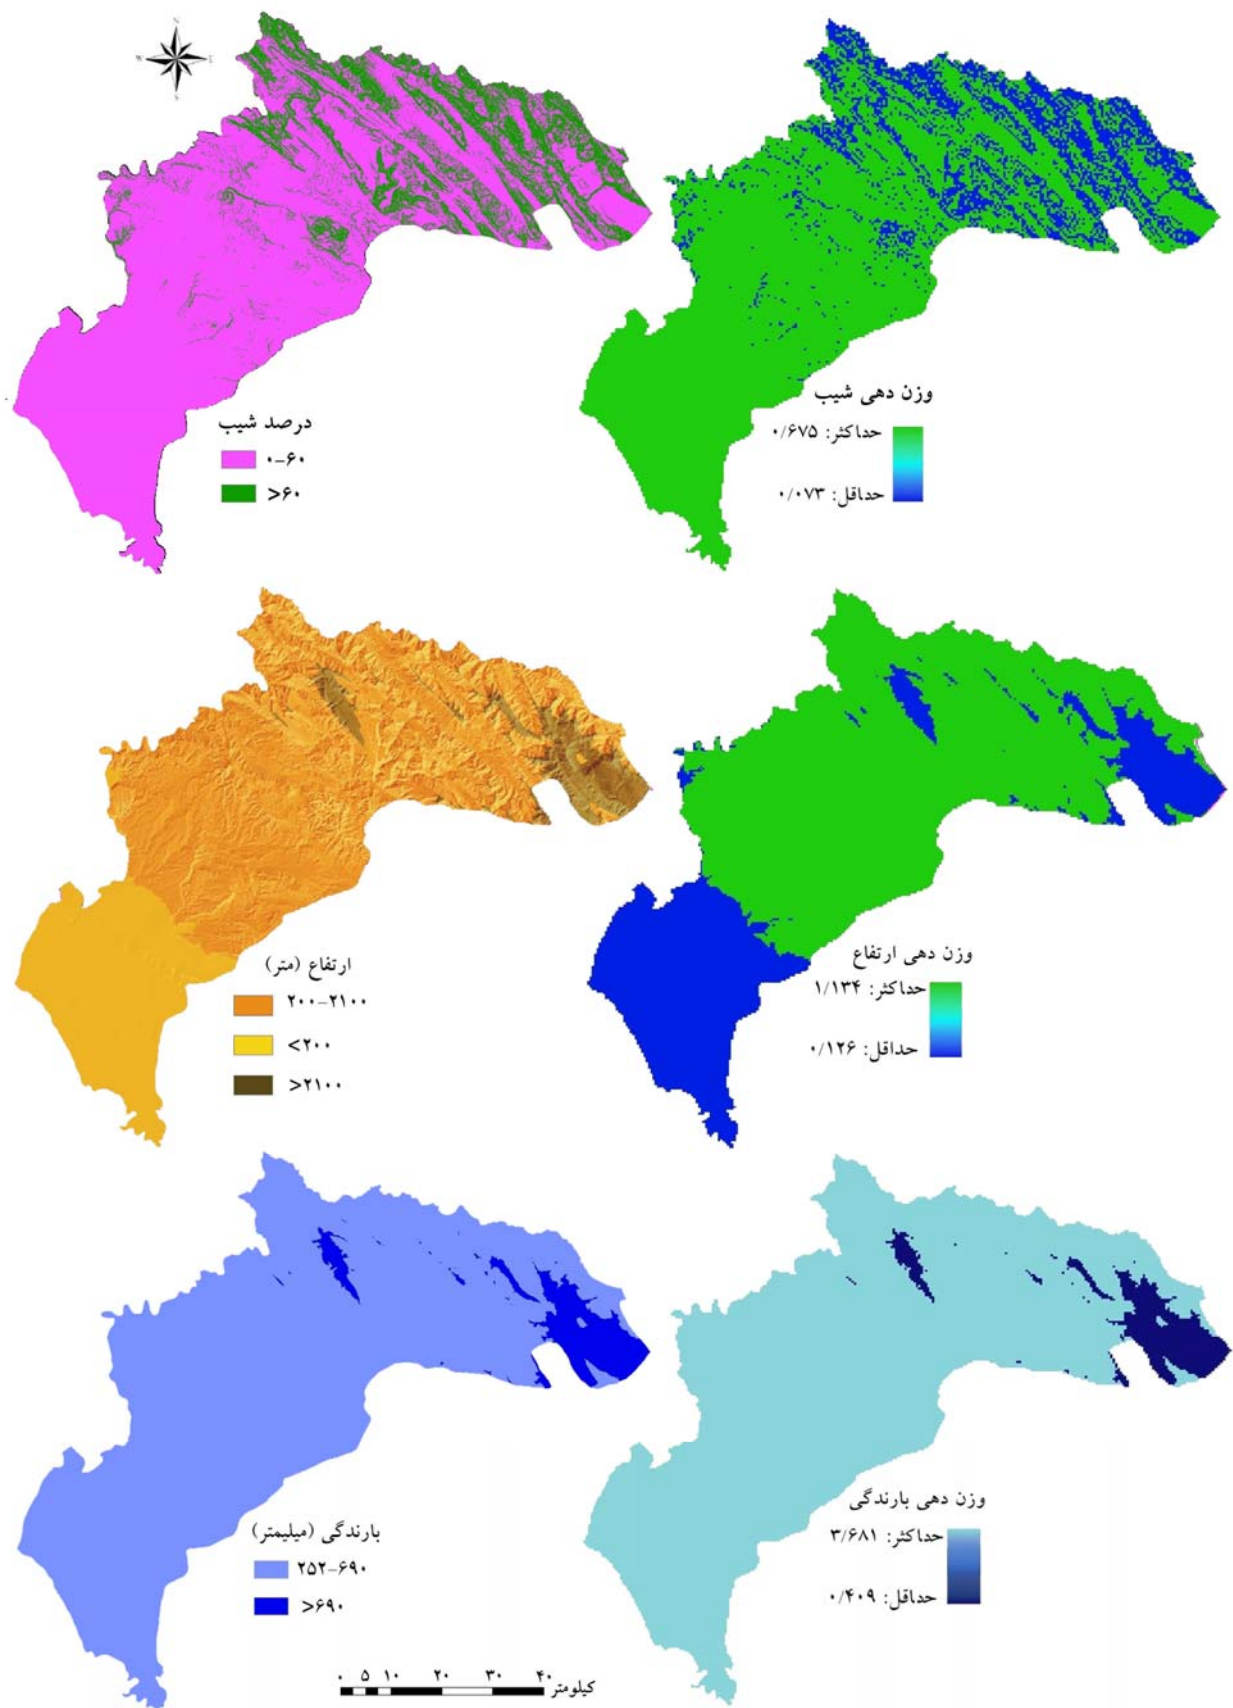 N
W
E
S
درصد شیب
۰-۶۰
>۶۰
وزن دهی شیب
حداکثر: ۰/۶۷۵
حداقل: ۰/۰۷۳
ارتفاع (متر)
۲۰۰-۲۱۰۰
<۲۰۰
>۲۱۰۰
وزن دهی ارتفاع
حداکثر: ۱/۱۳۴
حداقل: ۰/۱۲۶
بارندگی (میلیمتر)
۲۵۲-۶۹۰
>۶۹۰
وزن دهی بارندگی
حداکثر: ۳/۶۸۱
حداقل: ۰/۴۰۹
۰ ۵ ۱۰ ۲۰ ۳۰ ۴۰
کیلومتر